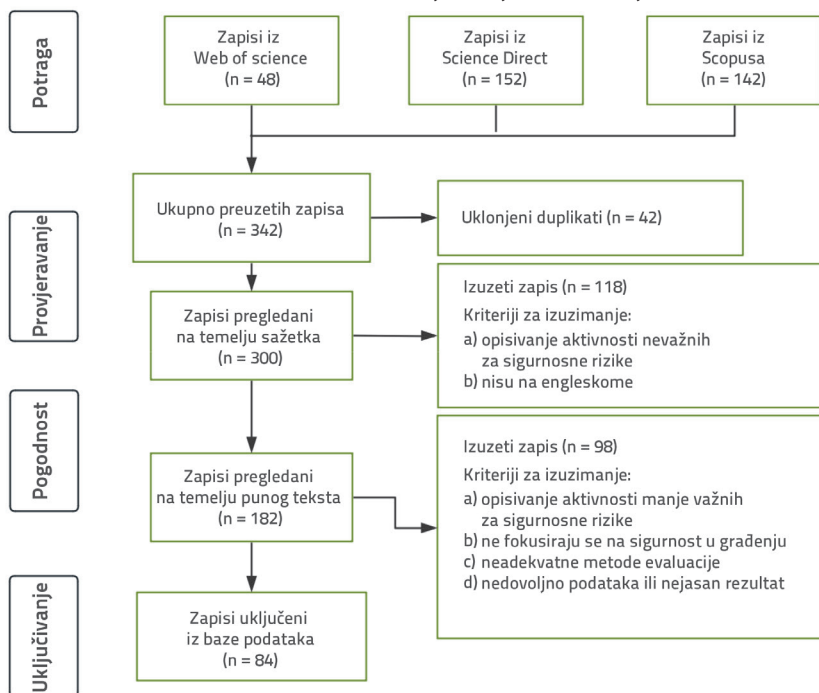 Potraga
Zapisi iz
Web of science
(n = 48)
Zapisi iz
Science Direct
(n = 152)
Zapisi iz
Scopusa
(n = 142)
Provjeravanje
Ukupno preuzetih zapisa
(n = 342)
Uklonjeni duplikati (n = 42)
Zapisi pregledani
na temelju sažetka
(n = 300)
Izuzeti zapis (n = 118)
Kriteriji za izuzimanje:
a) opisivanje aktivnosti nevažnih
za sigurnosne rizike
b) nisu na engleskome
Pogodnost
Zapisi pregledani
na temelju punog teksta
(n = 182)
Izuzeti zapis (n = 98)
Kriteriji za izuzimanje:
a) opisivanje aktivnosti manje važnih
za sigurnosne rizike
b) ne fokusiraju se na sigurnost u građenju
c) neadekvatne metode evaluacije
d) nedovoljno podataka ili nejasan rezultat
Uključivanje
Zapisi uključeni
iz baze podataka
(n = 84)